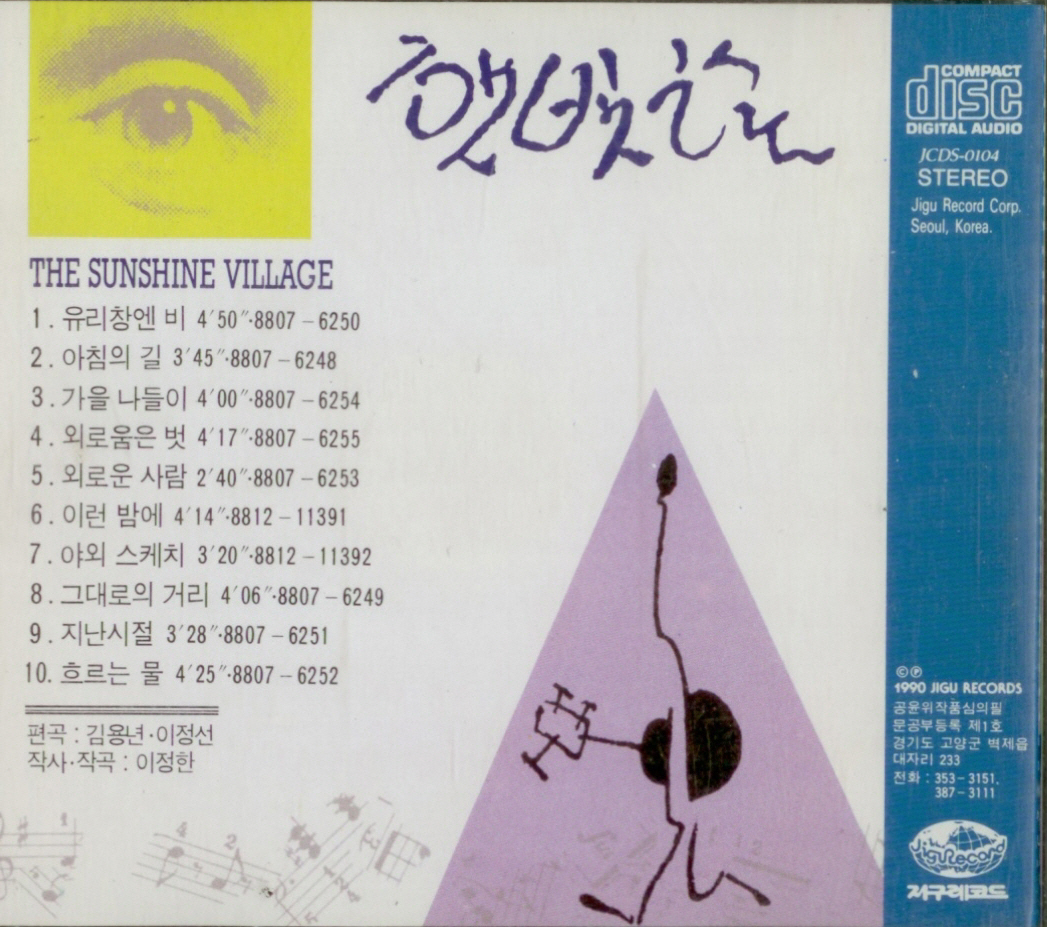 햇빛촌
COMPACT
disc
DIGITAL AUDIO
JCDS-0104
STEREO
Jigu Record Corp.
Seoul, Korea.
THE SUNSHINE VILLAGE
1. 유리창엔 비 4′50″·8807-6250
2. 아침의 길 3′45″·8807-6248
3. 가을 나들이 4′00″·8807-6254
4. 외로움은 벗 4′17″·8807-6255
5. 외로운 사람 2′40″·8807-6253
6. 이런 밤에 4′14″·8812-11391
7. 야외 스케치 3′20″·8812-11392
8. 그대로의 거리 4′06″·8807-6249
9. 지난시절 3′28″·8807-6251
10. 흐르는 물 4′25″·8807-6252
편곡 : 김용년·이정선
작사·작곡 : 이정한
©℗
1990 JIGU RECORDS
공윤위작품심의필
문공부등록 제1호
경기도 고양군 벽제읍
대자리 233
전화 : 353-3151,
387-3111
Jigu Record
지구레코드